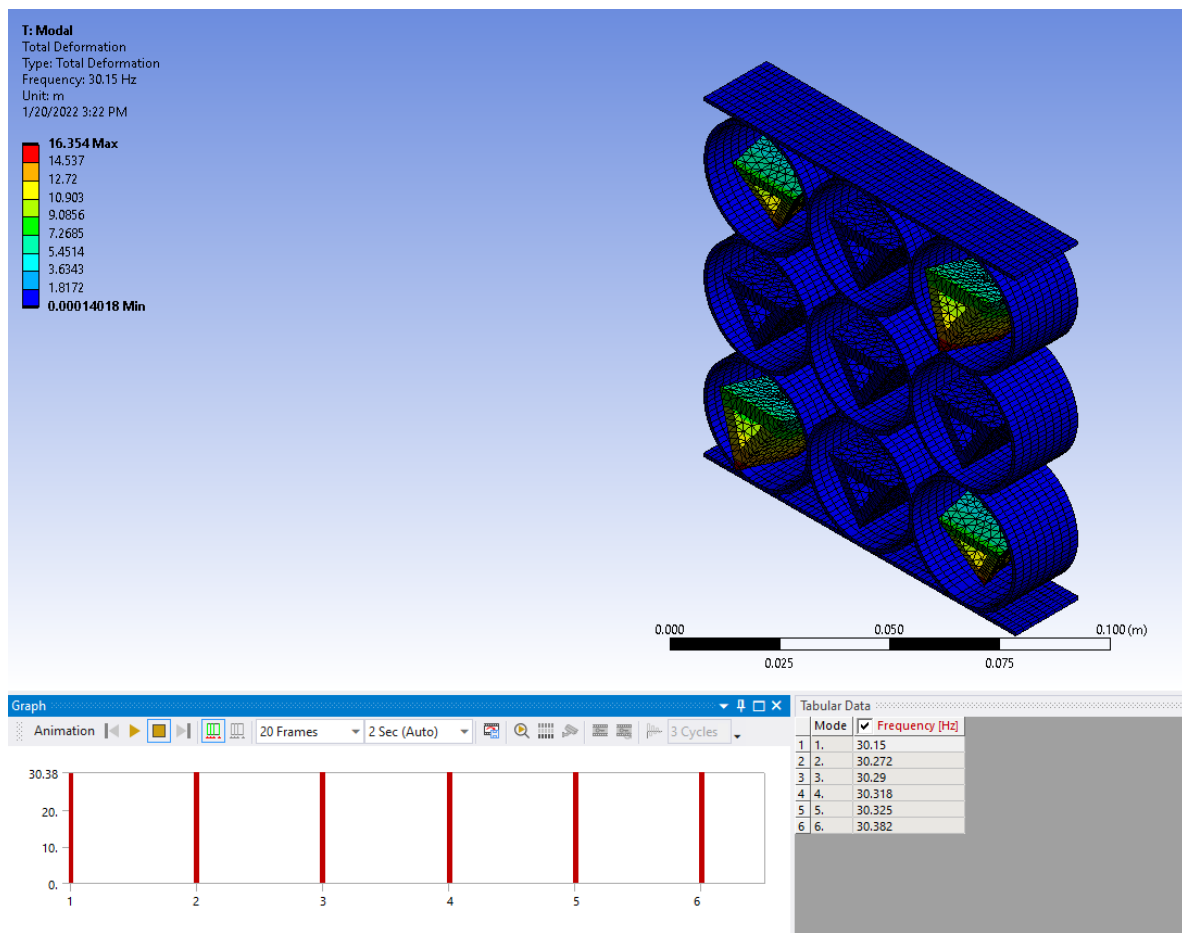 T: Modal
Total Deformation
Type: Total Deformation
Frequency: 30.15 Hz
Unit: m
1/20/2022 3:22 PM
16.354 Max
14.537
12.72
10.903
9.0856
7.2685
5.4514
3.6343
1.8172
0.00014018 Min
0.000 0.050 0.100 (m)
0.025 0.075
Graph
Animation 20 Frames 2 Sec (Auto) 3 Cycles
30.38
20.
10.
0.
1 2 3 4 5 6
Tabular Data
Mode Frequency [Hz]
1 1. 30.15
2 2. 30.272
3 3. 30.29
4 4. 30.318
5 5. 30.325
6 6. 30.382